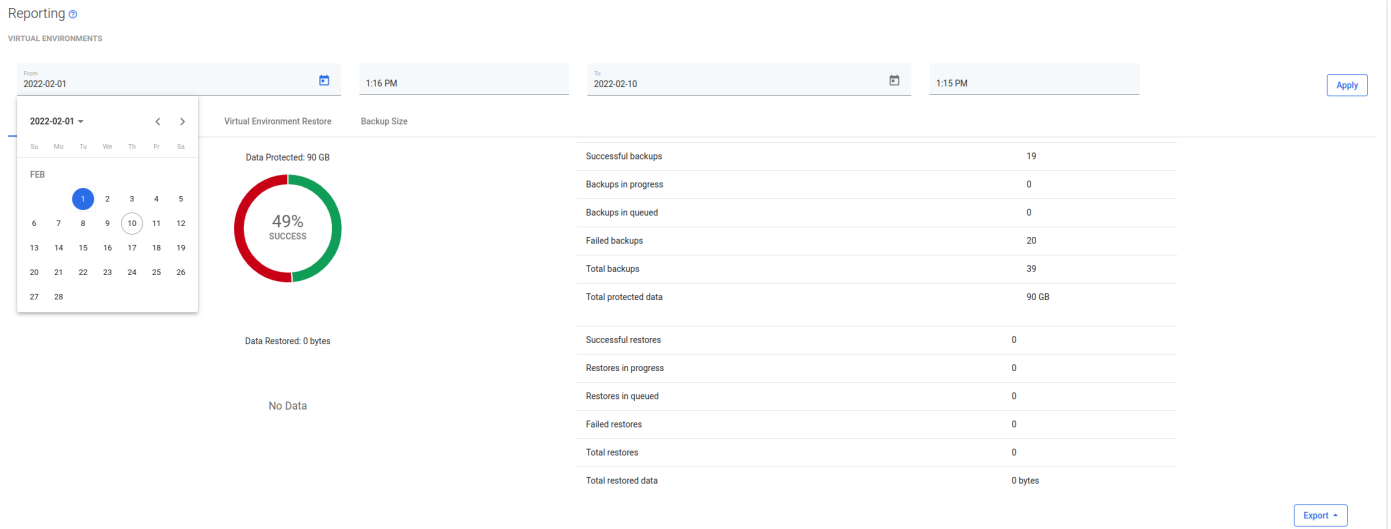 Reporting
VIRTUAL ENVIRONMENTS
From
2022-02-01
1:16 PM
To
2022-02-10
1:15 PM
Apply
2022-02-01
Su Mo Tu We Th Fr Sa
FEB
1 2 3 4 5
6 7 8 9 10 11 12
13 14 15 16 17 18 19
20 21 22 23 24 25 26
27 28
Virtual Environment Restore
Backup Size
Data Protected: 90 GB
49%
SUCCESS
Successful backups 19
Backups in progress 0
Backups in queued 0
Failed backups 20
Total backups 39
Total protected data 90 GB
Data Restored: 0 bytes
No Data
Successful restores 0
Restores in progress 0
Restores in queued 0
Failed restores 0
Total restores 0
Total restored data 0 bytes
Export